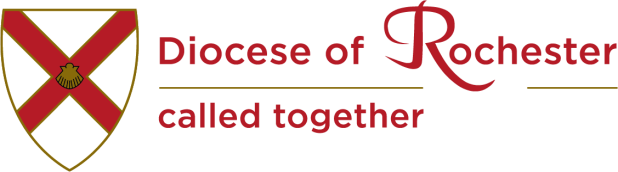 Diocese of Rochester
called together